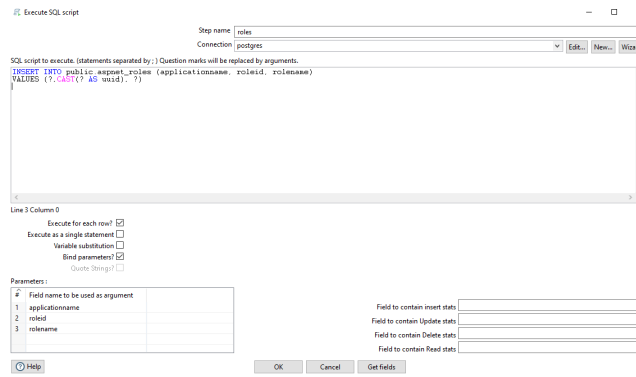 Execute SQL script
Step name roles
Connection postgres Edit... New... Wiza
SQL script to execute. (statements separated by ; ) Question marks will be replaced by arguments.
INSERT INTO public.aspnet_roles (applicationname, roleid, rolename)
VALUES (?,CAST(? AS uuid), ?)
Line 3 Column 0
Execute for each row?
Execute as a single statement
Variable substitution
Bind parameters?
Quote Strings?
Parameters :
# Field name to be used as argument
1 applicationname
2 roleid
3 rolename
Field to contain insert stats
Field to contain Update stats
Field to contain Delete stats
Field to contain Read stats
Help OK Cancel Get fields